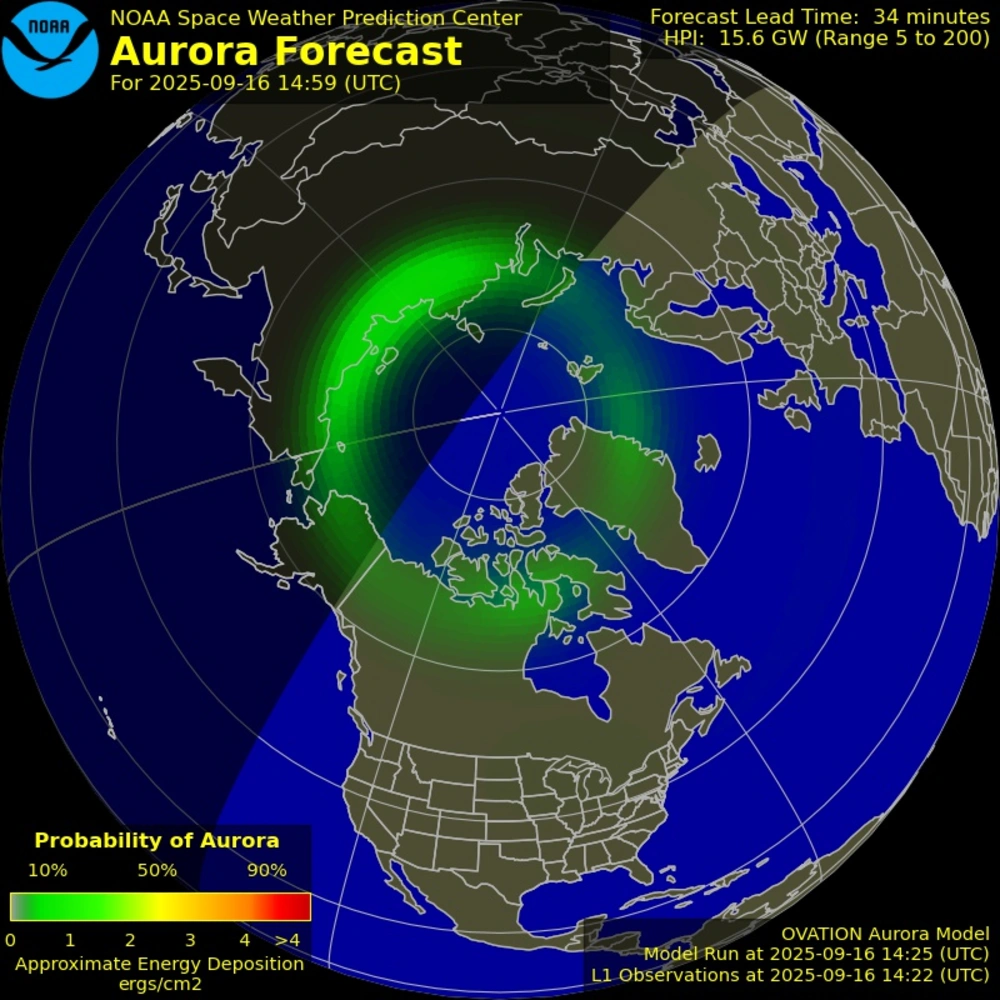 NOAA
NOAA Space Weather Prediction Center
Aurora Forecast
For 2025-09-16 14:59 (UTC)
Forecast Lead Time: 34 minutes
HPI: 15.6 GW (Range 5 to 200)
Probability of Aurora
10% 50% 90%
0 1 2 3 4 >4
Approximate Energy Deposition
ergs/cm2
OVATION Aurora Model
Model Run at 2025-09-16 14:25 (UTC)
L1 Observations at 2025-09-16 14:22 (UTC)